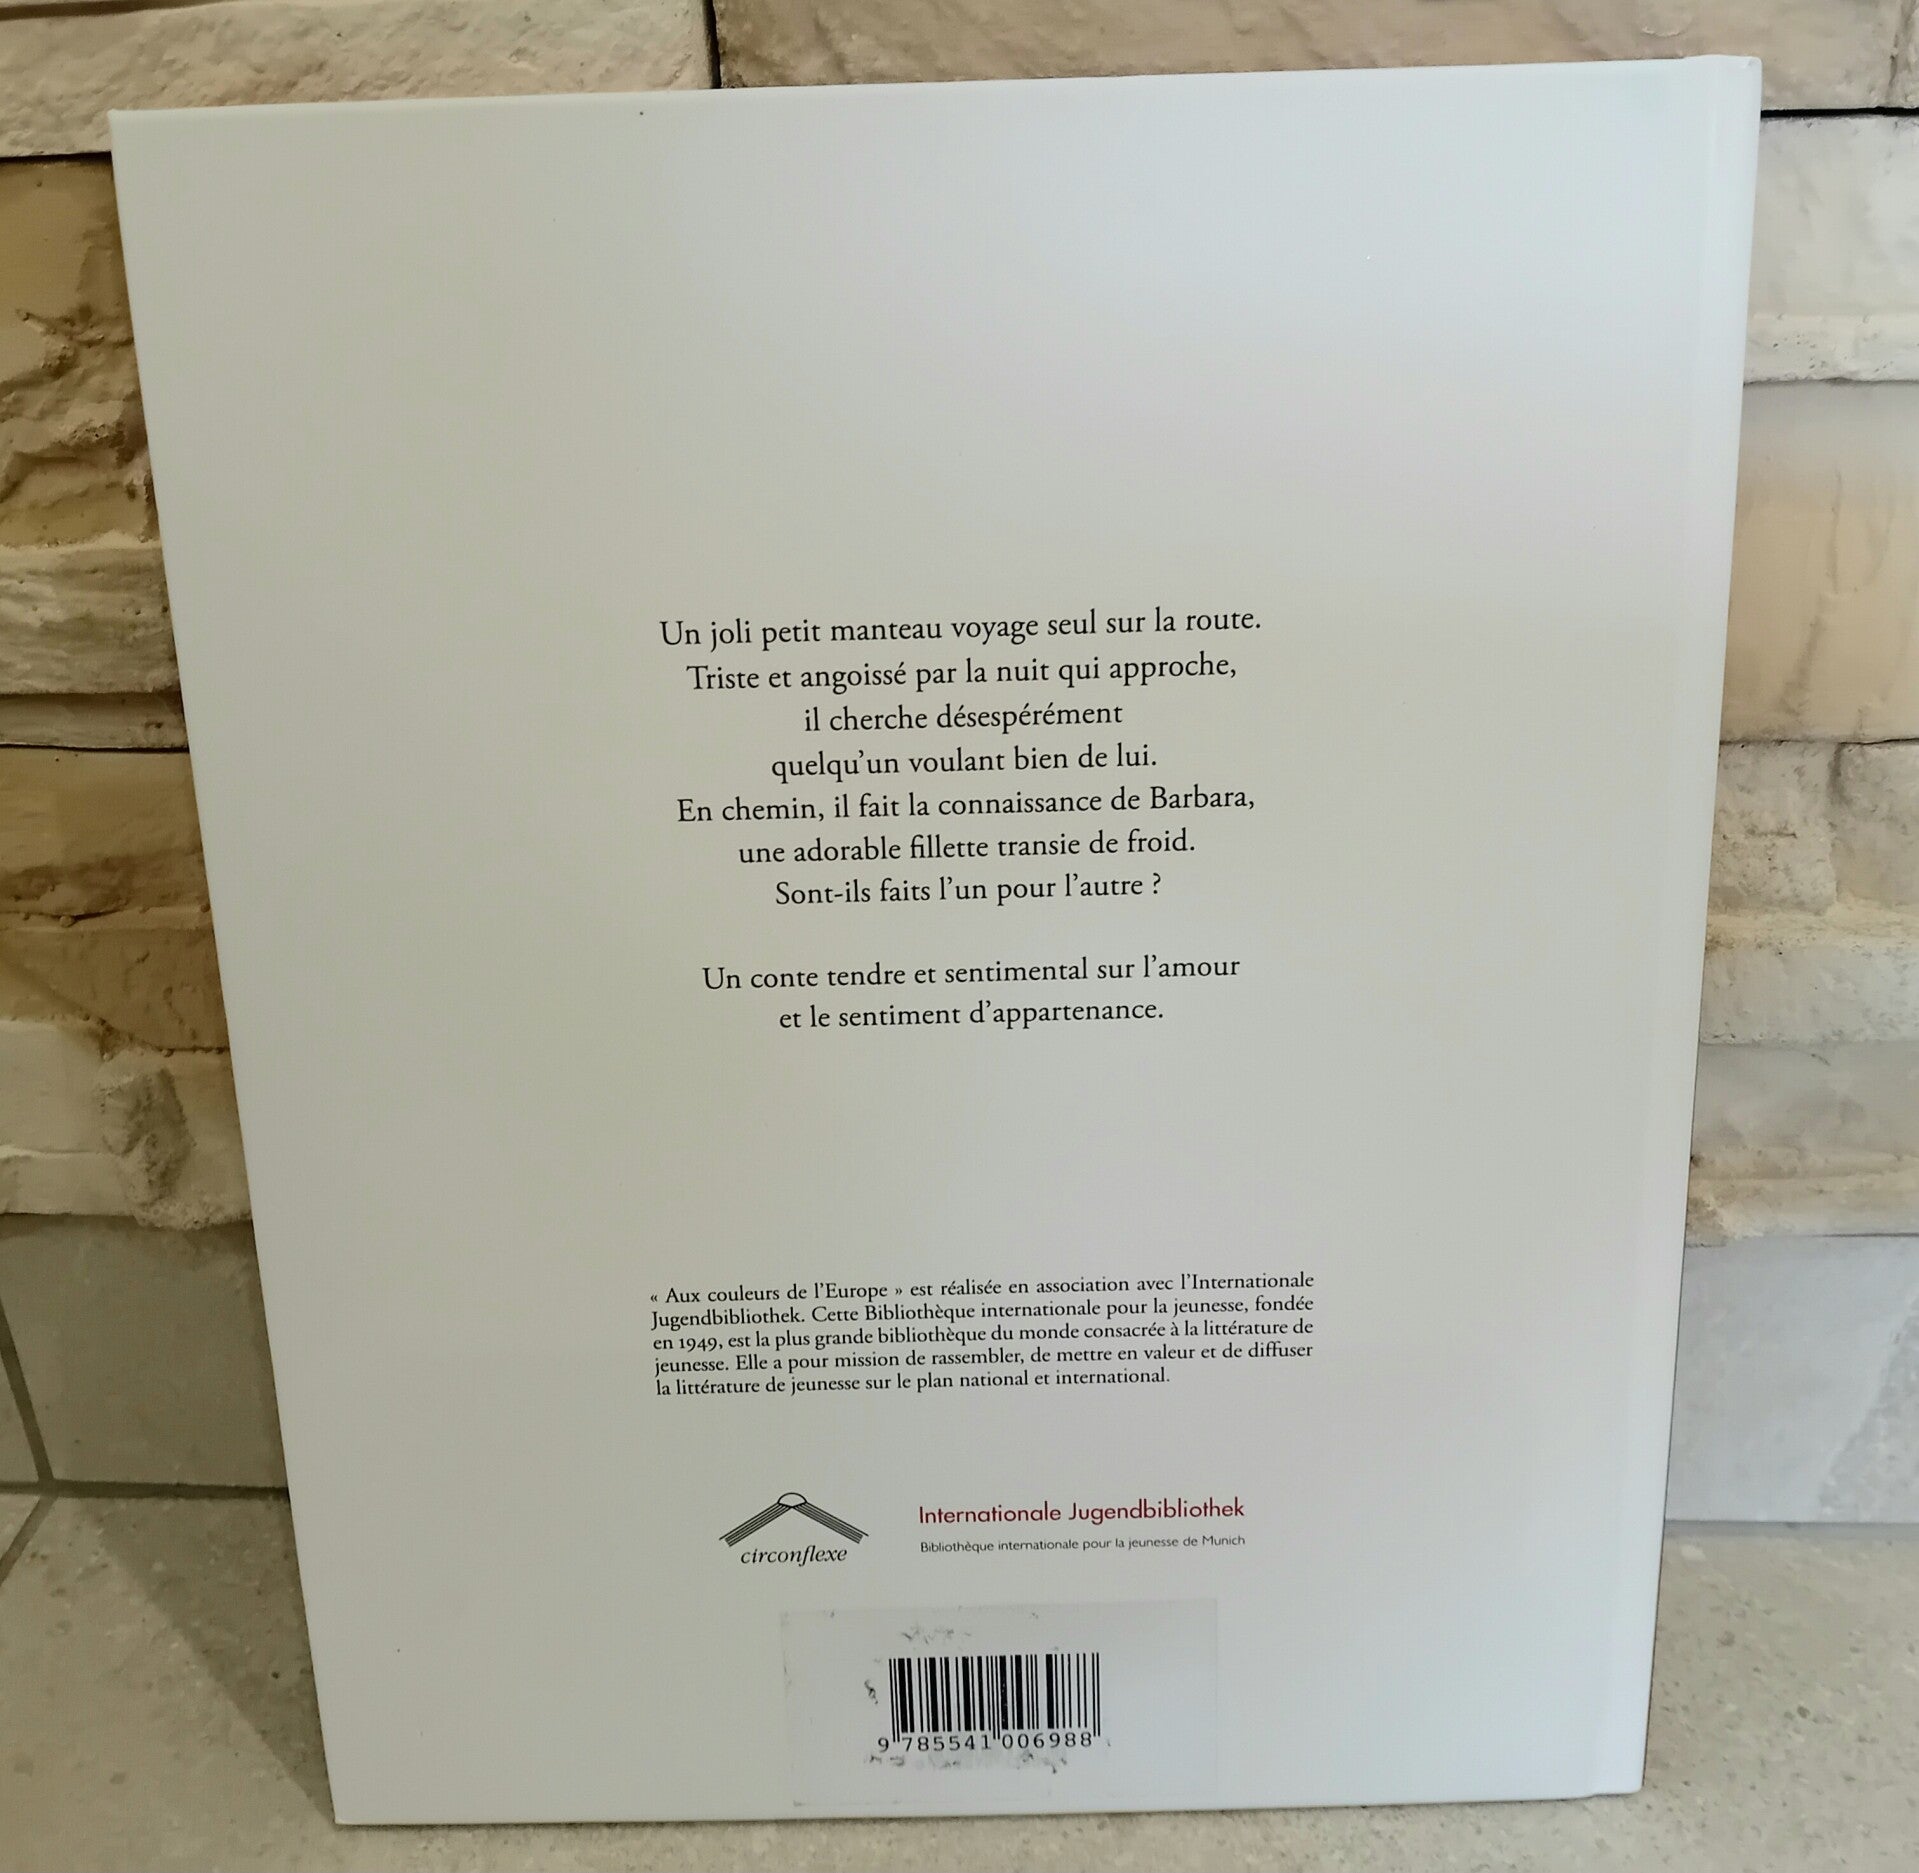 Un joli petit manteau voyage seul sur la route.
Triste et angoissé par la nuit qui approche,
il cherche désespérément
quelqu'un voulant bien de lui.
En chemin, il fait la connaissance de Barbara,
une adorable fillette transie de froid.
Sont-ils faits l'un pour l'autre ?
Un conte tendre et sentimental sur l'amour
et le sentiment d'appartenance.
« Aux couleurs de l'Europe » est réalisée en association avec l'Internationale
Jugendbibliothek. Cette Bibliothèque internationale pour la jeunesse, fondée
en 1949, est la plus grande bibliothèque du monde consacrée à la littérature de
jeunesse. Elle a pour mission de rassembler, de mettre en valeur et de diffuser
la littérature de jeunesse sur le plan national et international.
circonflexe
Internationale Jugendbibliothek
Bibliothèque internationale pour la jeunesse de Munich
9 785541 006988